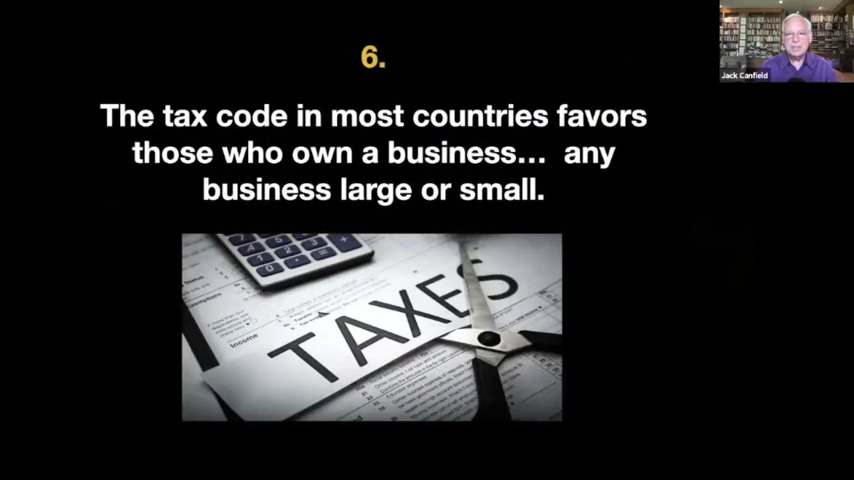 6.
The tax code in most countries favors
those who own a business... any
business large or small.
Jack Canfield
TAXES
Income